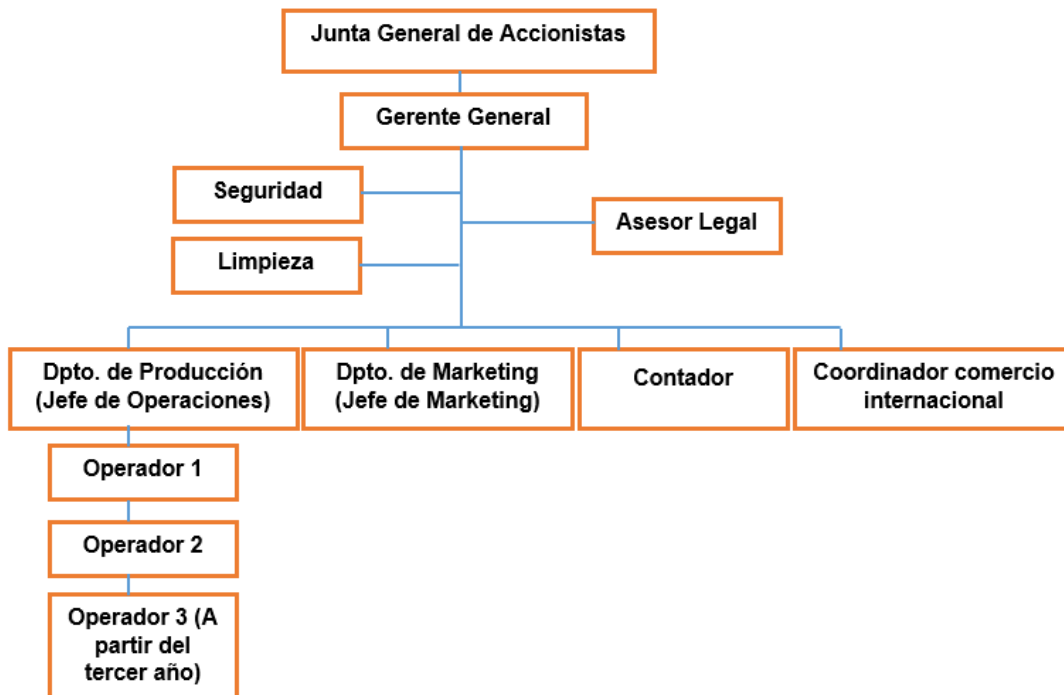 Junta General de Accionistas
Gerente General
Seguridad
Asesor Legal
Limpieza
Dpto. de Producción
(Jefe de Operaciones)
Dpto. de Marketing
(Jefe de Marketing)
Contador
Coordinador comercio
internacional
Operador 1
Operador 2
Operador 3 (A
partir del
tercer año)